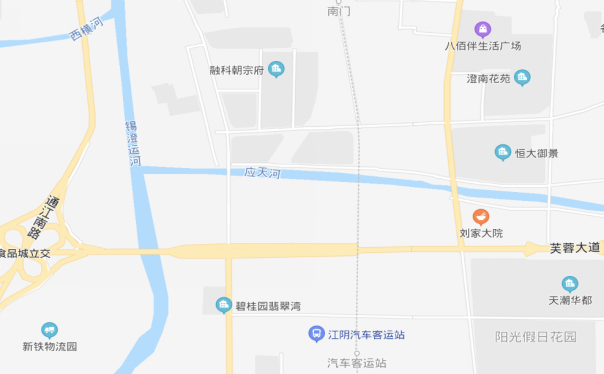 南门
西横河
八佰伴生活广场
融科朝宗府
澄南花苑
锡澄运河
恒大御景
应天河
通江南路
刘家大院
芙蓉大道
食品城立交
天潮华都
碧桂园翡翠湾
江阴汽车客运站
阳光假日花园
新铁物流园
汽车客运站